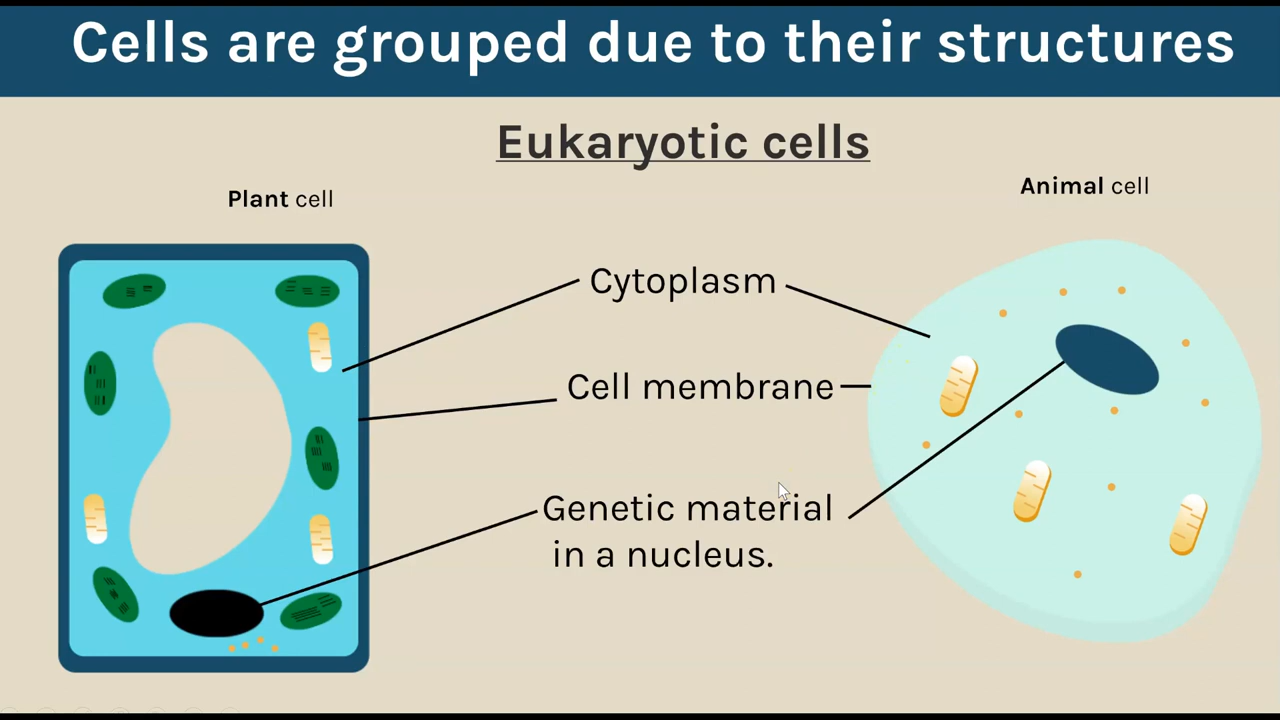 Cells are grouped due to their structures
Eukaryotic cells
Plant cell
Animal cell
Cytoplasm
Cell membrane
Genetic material
in a nucleus.